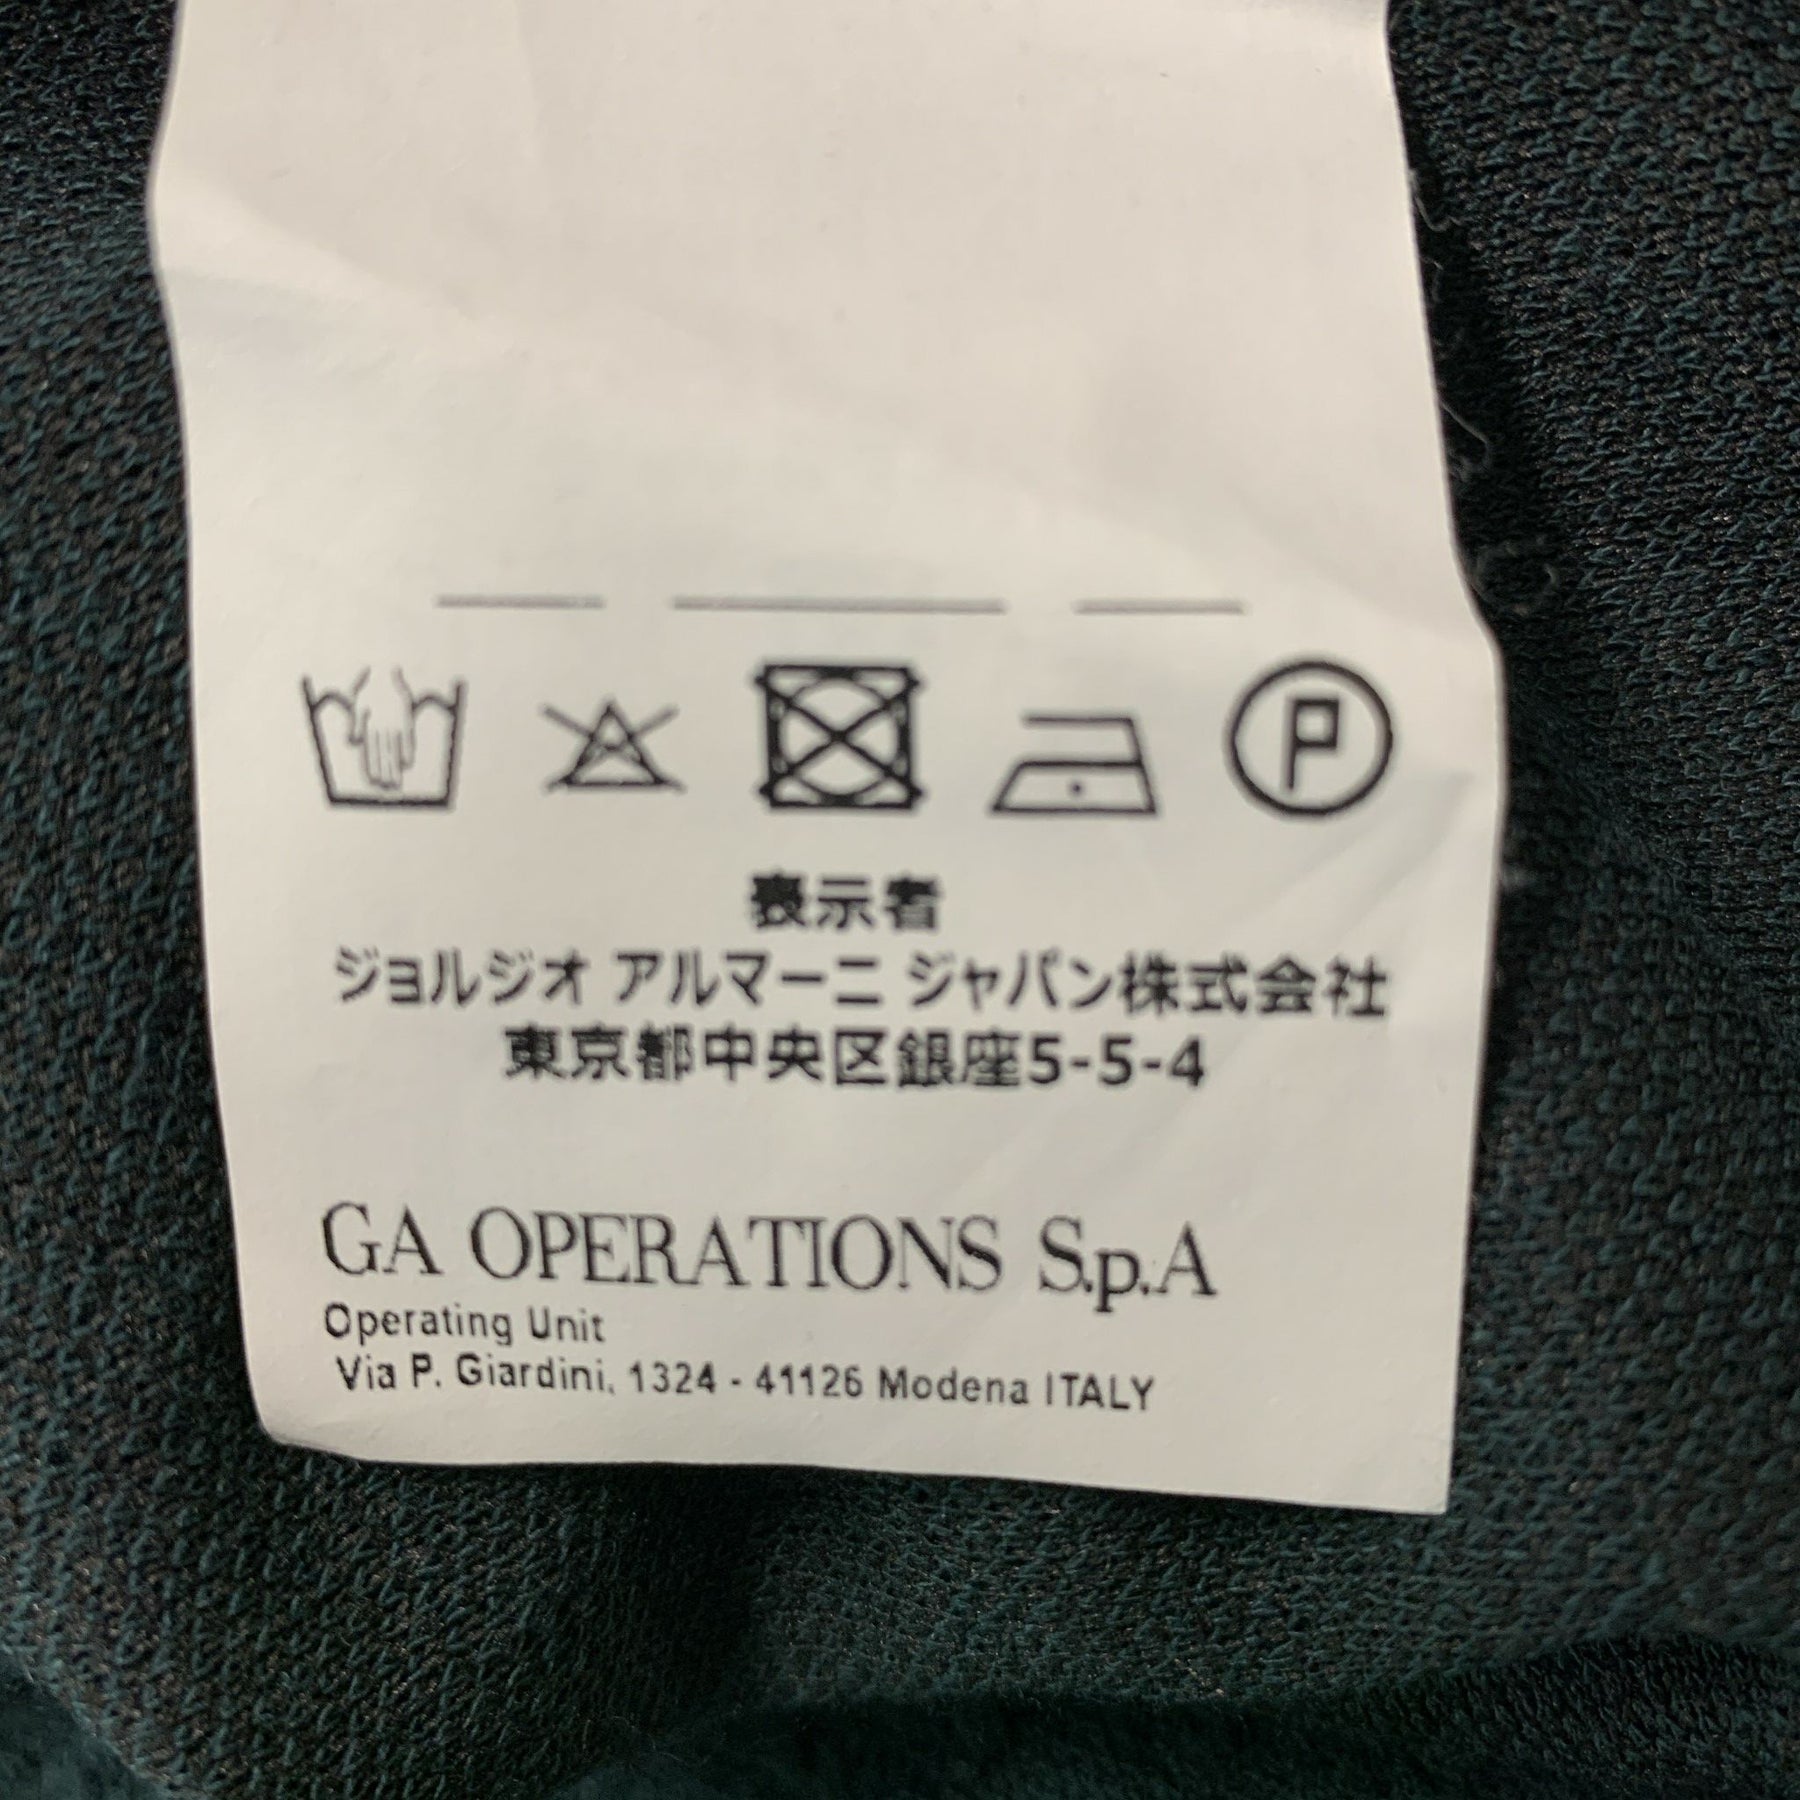 P
表示者
ジョルジオ アルマーニ ジャパン株式会社
東京都中央区銀座5-5-4
GA OPERATIONS S.p.A
Operating Unit
Via P. Giardini, 1324 - 41126 Modena ITALY